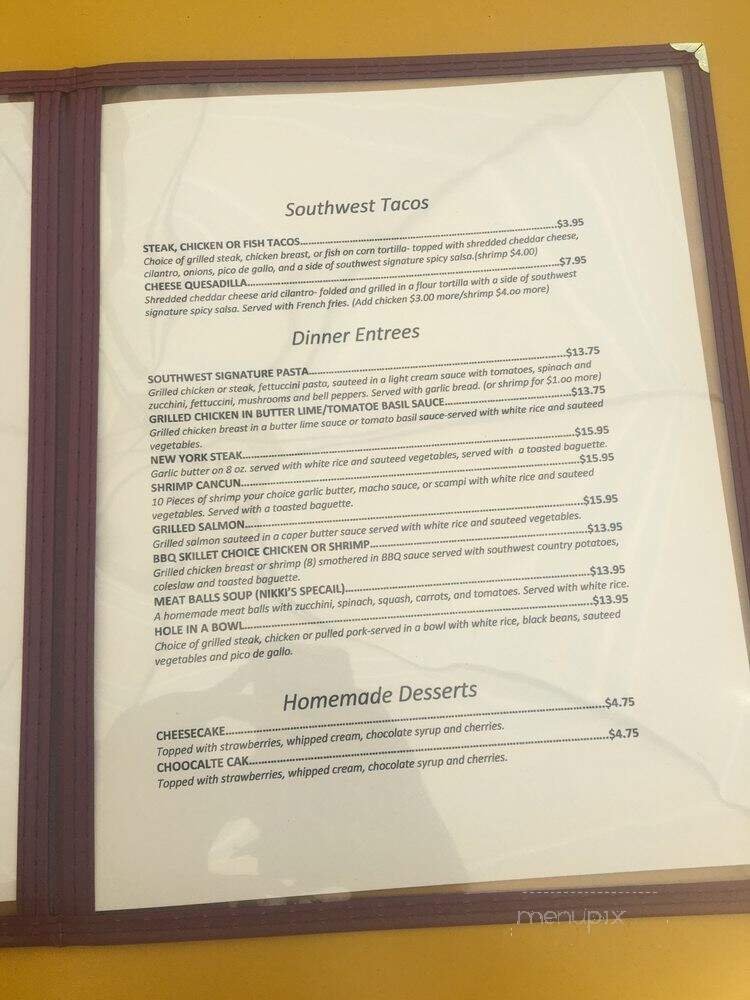 Southwest Tacos
STEAK, CHICKEN OR FISH TACOS....................$3.95
Choice of grilled steak, chicken breast, or fish on corn tortilla- topped with shredded cheddar cheese,
cilantro, onions, pico de gallo, and a side of southwest signature spicy salsa.(shrimp $4.00)
CHEESE QUESADILLA....................$7.95
Shredded cheddar cheese and cilantro- folded and grilled in a flour tortilla with a side of southwest
signature spicy salsa. Served with French fries. (Add chicken $3.00 more/shrimp $4.oo more)
Dinner Entrees
SOUTHWEST SIGNATURE PASTA....................$13.75
Grilled chicken or steak, fettuccini pasta, sauteed in a light cream sauce with tomatoes, spinach and
zucchini, fettuccini, mushrooms and bell peppers. Served with garlic bread. (or shrimp for $1.oo more)
GRILLED CHICKEN IN BUTTER LIME/TOMATOE BASIL SAUCE....................$13.75
Grilled chicken breast in a butter lime sauce or tomato basil sauce-served with white rice and sauteed
vegetables.
NEW YORK STEAK....................$15.95
Garlic butter on 8 oz. served with white rice and sauteed vegetables, served with a toasted baguette.
SHRIMP CANCUN....................$15.95
10 Pieces of shrimp your choice garlic butter, macho sauce, or scampi with white rice and sauteed
vegetables. Served with a toasted baguette.
GRILLED SALMON....................$15.95
Grilled salmon sauteed in a caper butter sauce served with white rice and sauteed vegetables.
BBQ SKILLET CHOICE CHICKEN OR SHRIMP....................$13.95
Grilled chicken breast or shrimp (8) smothered in BBQ sauce served with southwest country potatoes,
coleslaw and toasted baguette.
MEAT BALLS SOUP (NIKKI'S SPECAIL)....................$13.95
A homemade meat balls with zucchini, spinach, squash, carrots, and tomatoes. Served with white rice.
HOLE IN A BOWL....................$13.95
Choice of grilled steak, chicken or pulled pork-served in a bowl with white rice, black beans, sauteed
vegetables and pico de gallo.
Homemade Desserts
CHEESECAKE....................$4.75
Topped with strawberries, whipped cream, chocolate syrup and cherries.
CHOOCALTE CAK....................$4.75
Topped with strawberries, whipped cream, chocolate syrup and cherries.
menupix